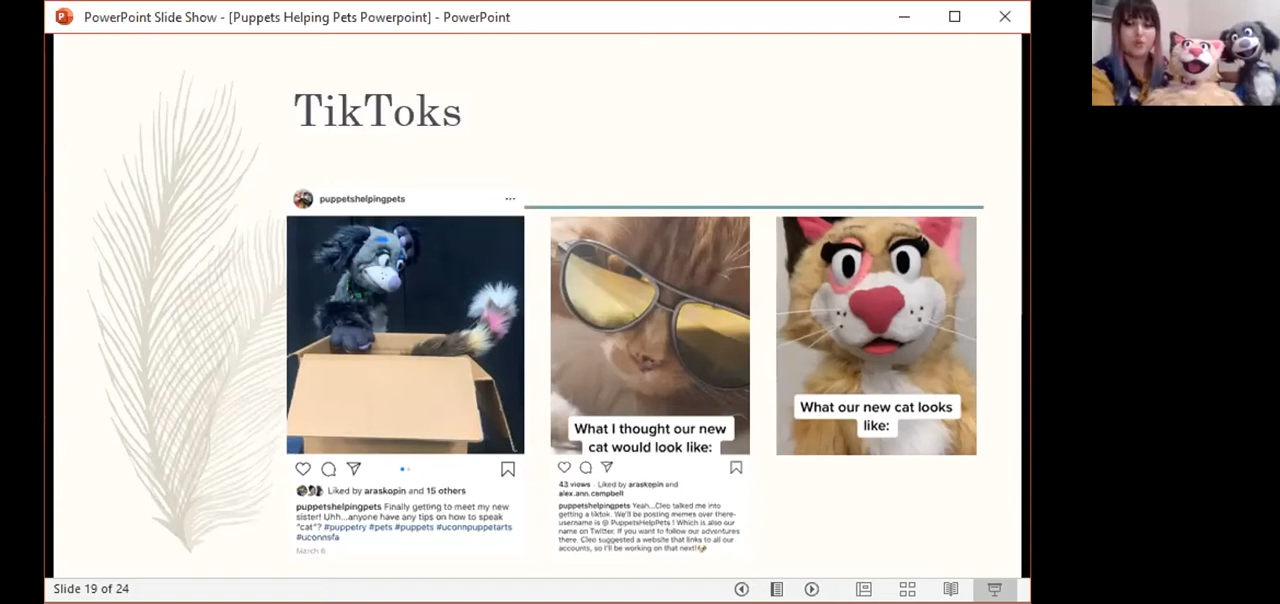 PowerPoint Slide Show - [Puppets Helping Pets Powerpoint] - PowerPoint
TikToks
puppetshelpingpets
Liked by araskopin and 15 others
puppetshelpingpets Finally getting to meet my new
sister! Uhh...anyone have any tips on how to speak
"cat"? #puppetry #pets #puppets #uconnpuppetarts
#uconnsfa
March 6
What I thought our new
cat would look like:
43 views · Liked by araskopin and
alex.ann.campbell
puppetshelpingpets Yeah...Cleo talked me into
getting a tiktok. We'll be posting memes over there-
username is @ PuppetsHelpPets ! Which is also our
name on Twitter. If you want to follow our adventures
there. Cleo suggested a website that links to all our
accounts, so I'll be working on that next!
What our new cat looks
like:
Slide 19 of 24